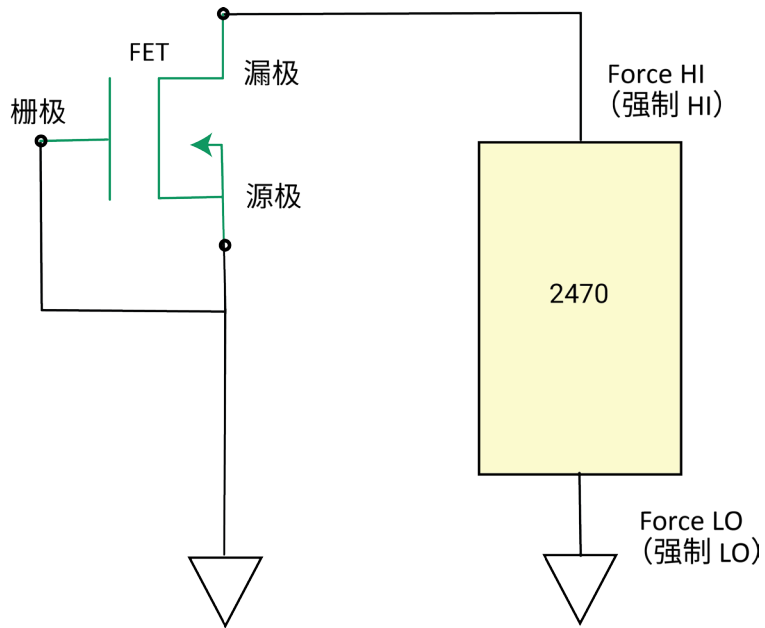 FET
漏极
栅极
源极
Force HI
（强制 HI）
2470
Force LO
（强制 LO）